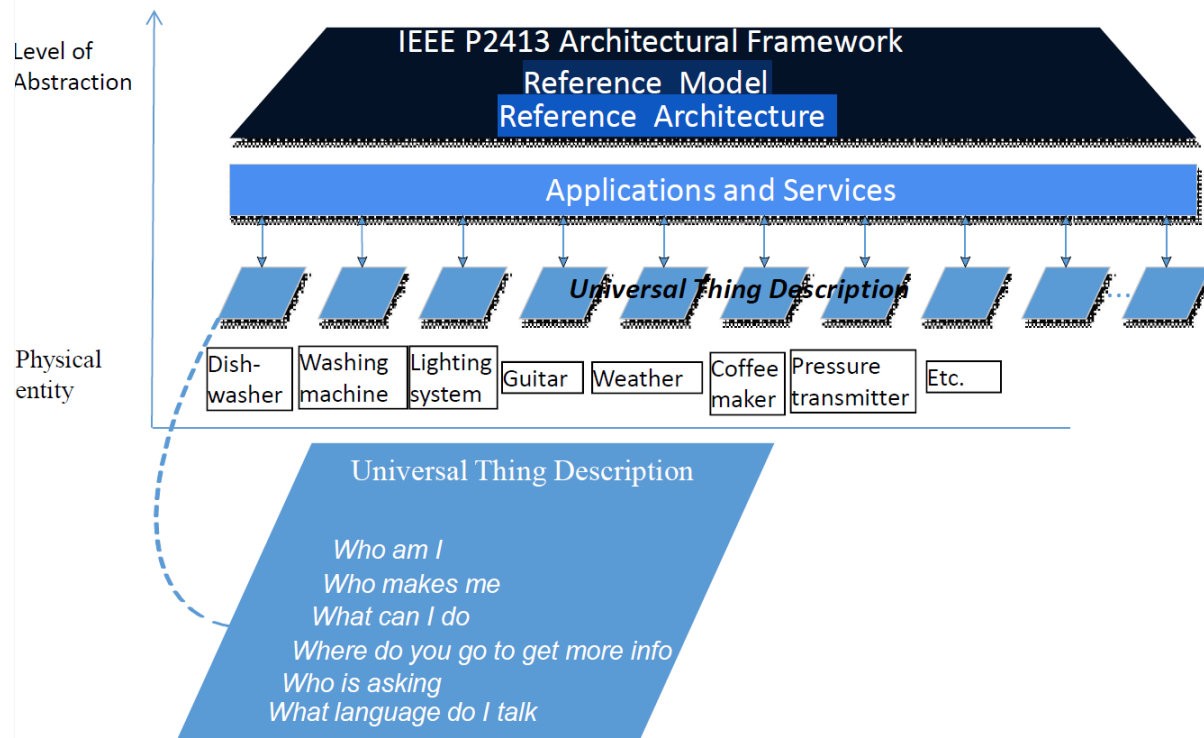 Level of
Abstraction
IEEE P2413 Architectural Framework
Reference Model
Reference Architecture
Applications and Services
Universal Thing Description
...
Physical
entity
Dish-
washer
Washing
machine
Lighting
system
Guitar
Weather
Coffee
maker
Pressure
transmitter
Etc.
Universal Thing Description
Who am I
Who makes me
What can I do
Where do you go to get more info
Who is asking
What language do I talk